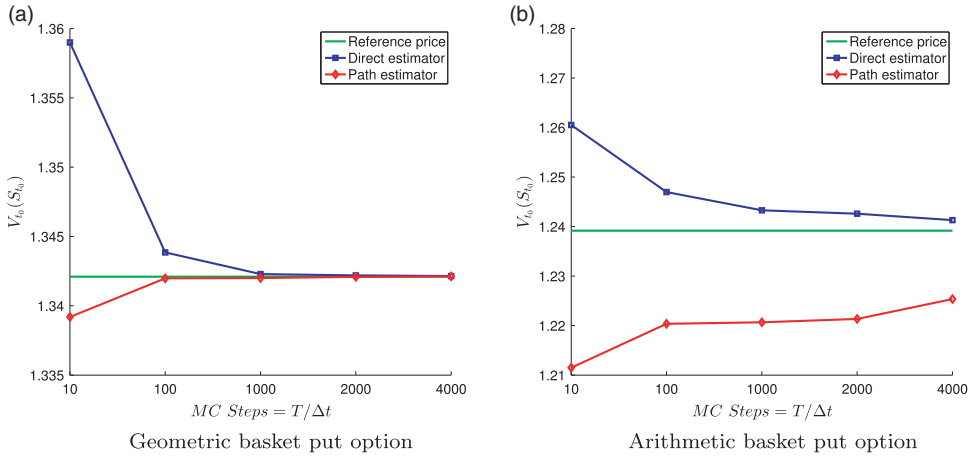 (a)
1.36
1.355
1.35
1.345
1.34
1.335
V_{t_0}(S_{t_0})
Reference price
Direct estimator
Path estimator
10
100
1000
2000
4000
MC Steps = T/Δt
Geometric basket put option
(b)
1.28
1.27
1.26
1.25
1.24
1.23
1.22
1.21
V_{t_0}(S_{t_0})
Reference price
Direct estimator
Path estimator
10
100
1000
2000
4000
MC Steps = T/Δt
Arithmetic basket put option